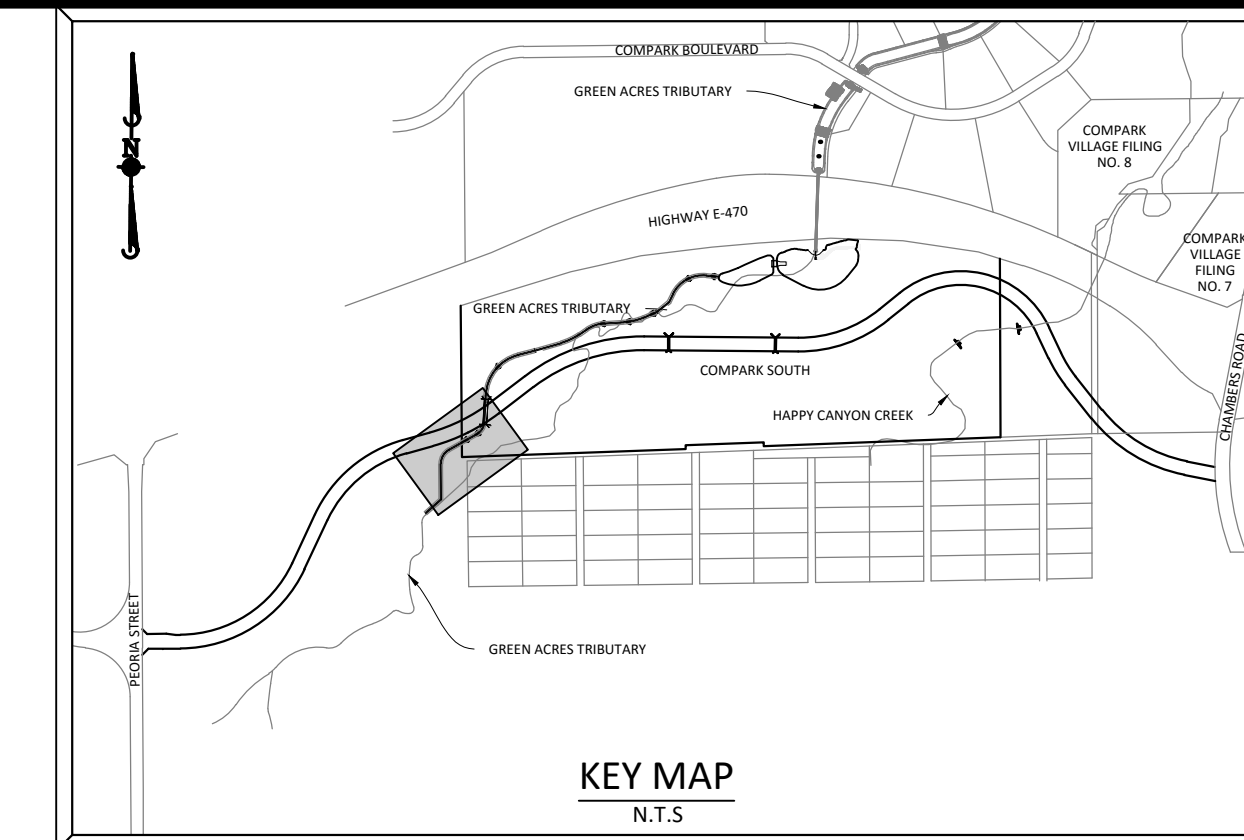 COMPARK BOULEVARD
GREEN ACRES TRIBUTARY
COMPARK
VILLAGE FILING
NO. 8
N
HIGHWAY E-470
COMPARK
VILLAGE
FILING
NO. 7
GREEN ACRES TRIBUTARY
COMPARK SOUTH
CHAMBERS ROAD
HAPPY CANYON CREEK
PEORIA STREET
GREEN ACRES TRIBUTARY
KEY MAP
N.T.S